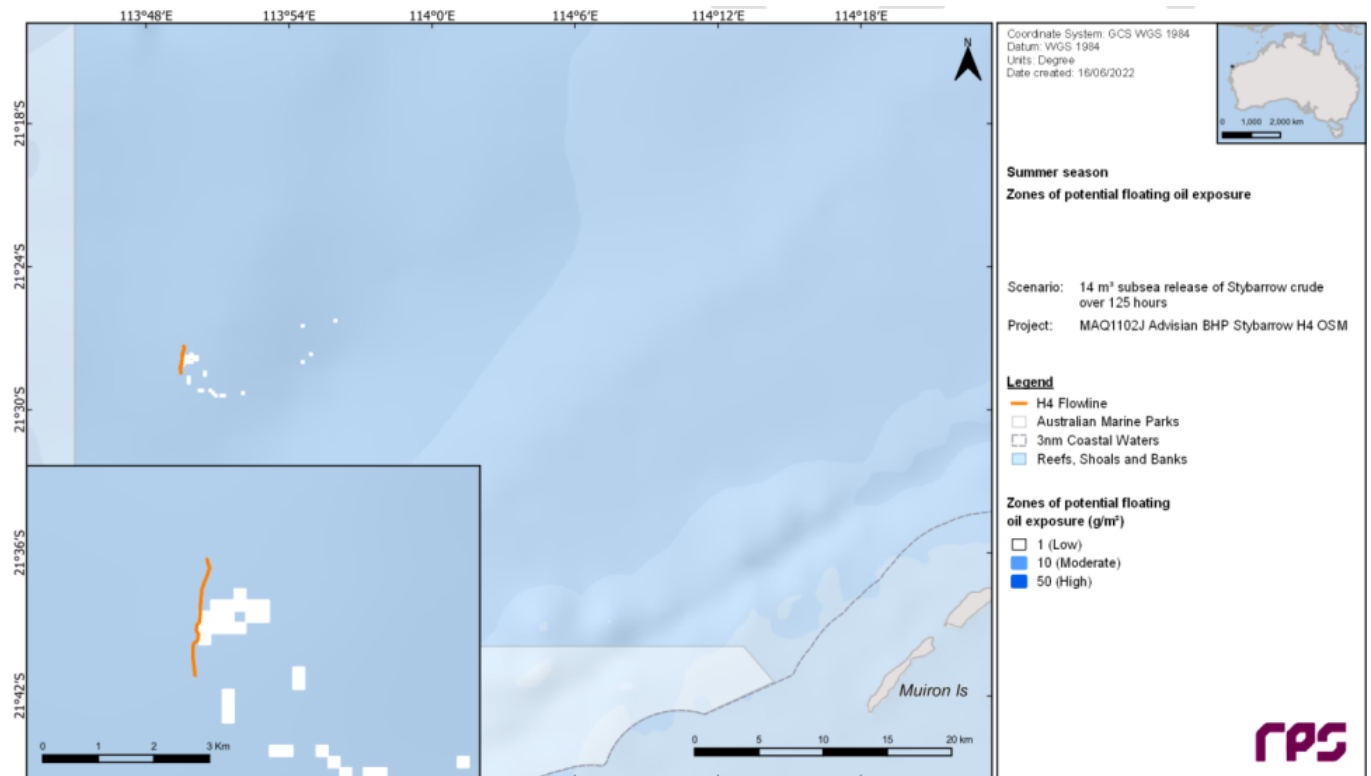 113°48'E 113°54'E 114°0'E 114°6'E 114°12'E 114°18'E
21°18'S
21°24'S
21°30'S
21°36'S
21°42'S
N
Muiron Is
0 1 2 3 Km
0 5 10 15 20 km
Coordinate System: GCS WGS 1984
Datum: WGS 1984
Units: Degree
Date created: 16/06/2022
0 1,000 2,000 km
Summer season
Zones of potential floating oil exposure
Scenario: 14 m³ subsea release of Stybarrow crude
over 125 hours
Project: MAQ1102J Advisian BHP Stybarrow H4 OSM
Legend
H4 Flowline
Australian Marine Parks
3nm Coastal Waters
Reefs, Shoals and Banks
Zones of potential floating
oil exposure (g/m²)
1 (Low)
10 (Moderate)
50 (High)
rps